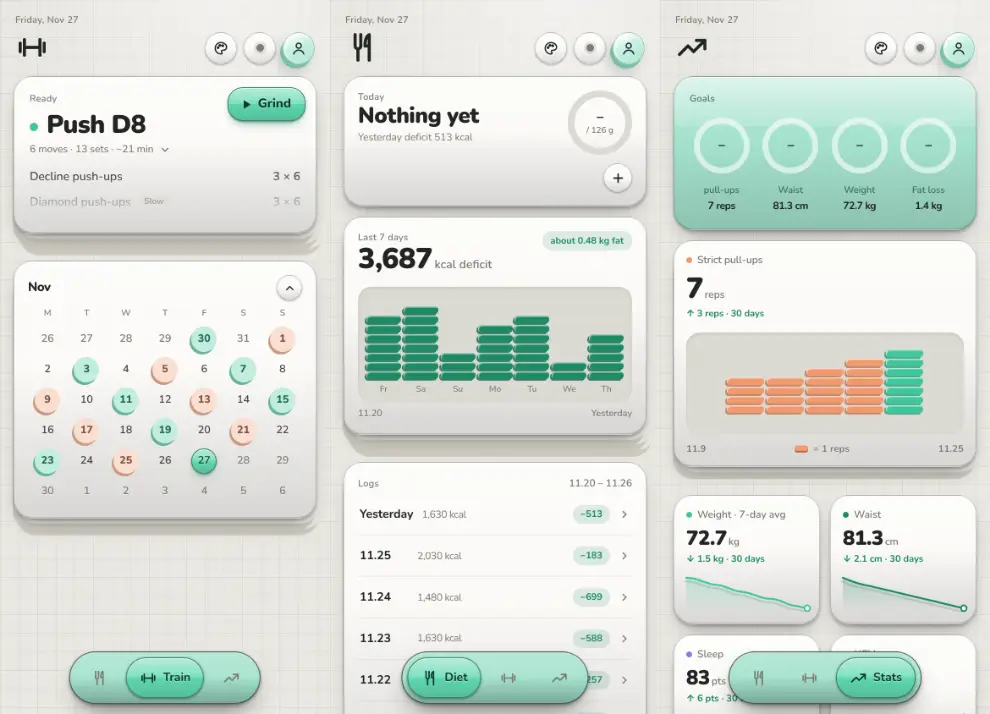 Friday, Nov 27
Ready
Push D8
Grind
6 moves · 13 sets · ~21 min
Decline push-ups 3 × 6
Diamond push-ups Slow 3 × 6
Nov
M T W T F S S
26 27 28 29 30 31 1
2 3 4 5 6 7 8
9 10 11 12 13 14 15
16 17 18 19 20 21 22
23 24 25 26 27 28 29
30 1 2 3 4 5 6
Train
Friday, Nov 27
Today
Nothing yet
Yesterday deficit 513 kcal
–
/ 126 g
+
Last 7 days
3,687 kcal deficit
about 0.48 kg fat
Fr Sa Su Mo Tu We Th
11.20 Yesterday
Logs 11.20 – 11.26
Yesterday 1,630 kcal −513
11.25 2,030 kcal −183
11.24 1,480 kcal −699
11.23 1,630 kcal −588
11.22 257
Diet
Friday, Nov 27
Goals
– – – –
pull-ups Waist Weight Fat loss
7 reps 81.3 cm 72.7 kg 1.4 kg
Strict pull-ups
7 reps
↑ 3 reps · 30 days
11.9 = 1 reps 11.25
Weight · 7-day avg
72.7 kg
↓ 1.5 kg · 30 days
Waist
81.3 cm
↓ 2.1 cm · 30 days
Sleep
83 pts
↑ 6 pts · 30
Stats